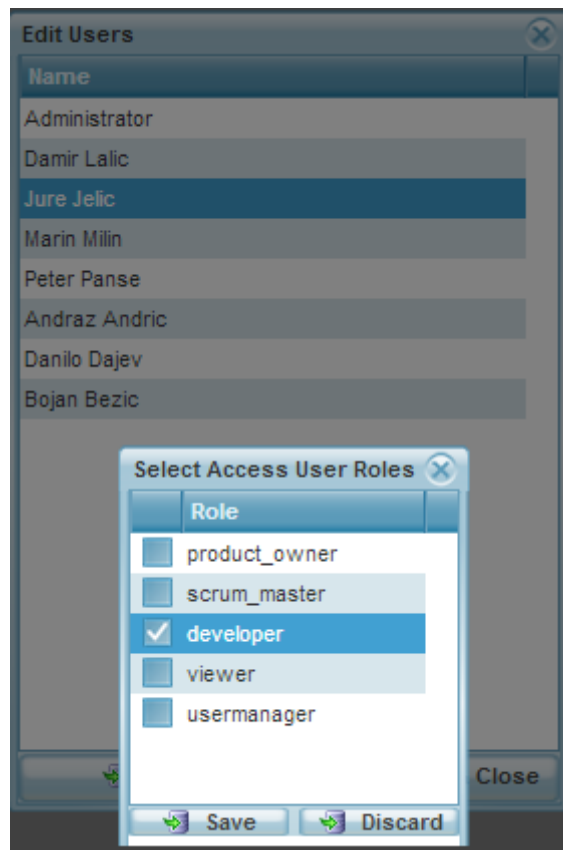 Edit Users
Name
Administrator
Damir Lalic
Jure Jelic
Marin Milin
Peter Panse
Andraz Andric
Danilo Dajev
Bojan Bezic
Select Access User Roles
Role
product_owner
scrum_master
developer
viewer
usermanager
Close
Save Discard